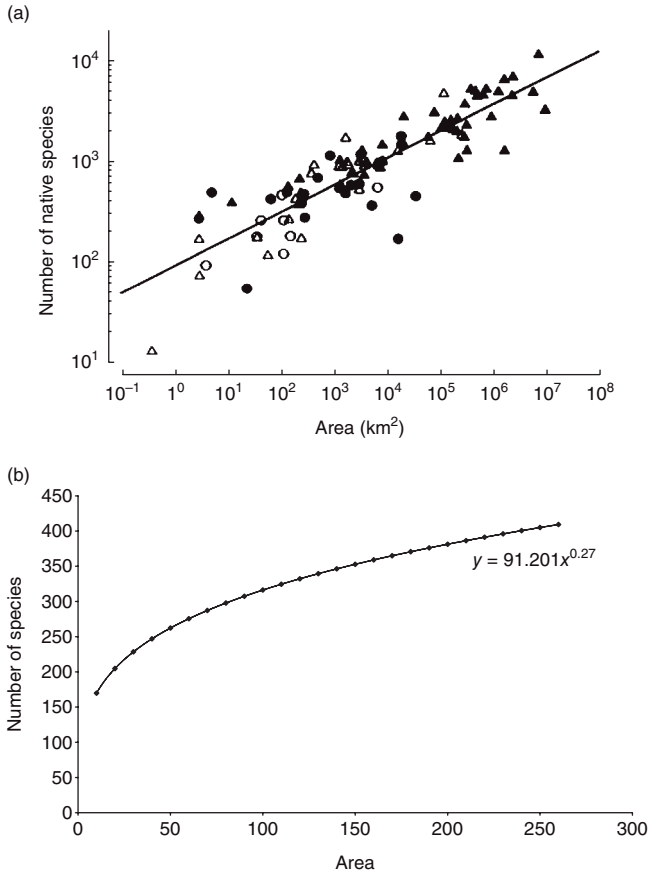 (a)
Number of native species
10⁴
10³
10²
10¹
10⁻¹ 10⁰ 10¹ 10² 10³ 10⁴ 10⁵ 10⁶ 10⁷ 10⁸
Area (km²)
(b)
Number of species
450
400
350
300
250
200
150
100
50
0
y = 91.201x⁰·²⁷
0 50 100 150 200 250 300
Area